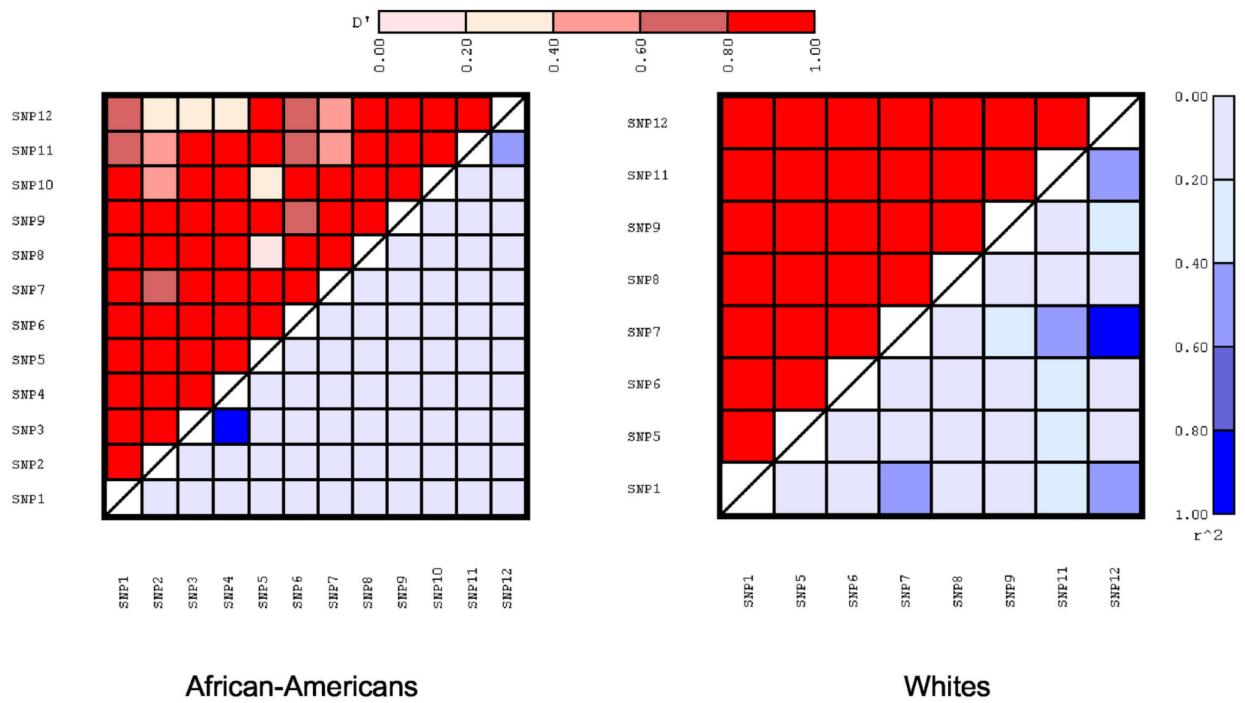 D'
0.00 0.20 0.40 0.60 0.80 1.00
SNP12
SNP11
SNP10
SNP9
SNP8
SNP7
SNP6
SNP5
SNP4
SNP3
SNP2
SNP1
SNP1 SNP2 SNP3 SNP4 SNP5 SNP6 SNP7 SNP8 SNP9 SNP10 SNP11 SNP12
African-Americans
SNP12
SNP11
SNP9
SNP8
SNP7
SNP6
SNP5
SNP1
SNP1 SNP5 SNP6 SNP7 SNP8 SNP9 SNP11 SNP12
Whites
0.00
0.20
0.40
0.60
0.80
1.00
r^2